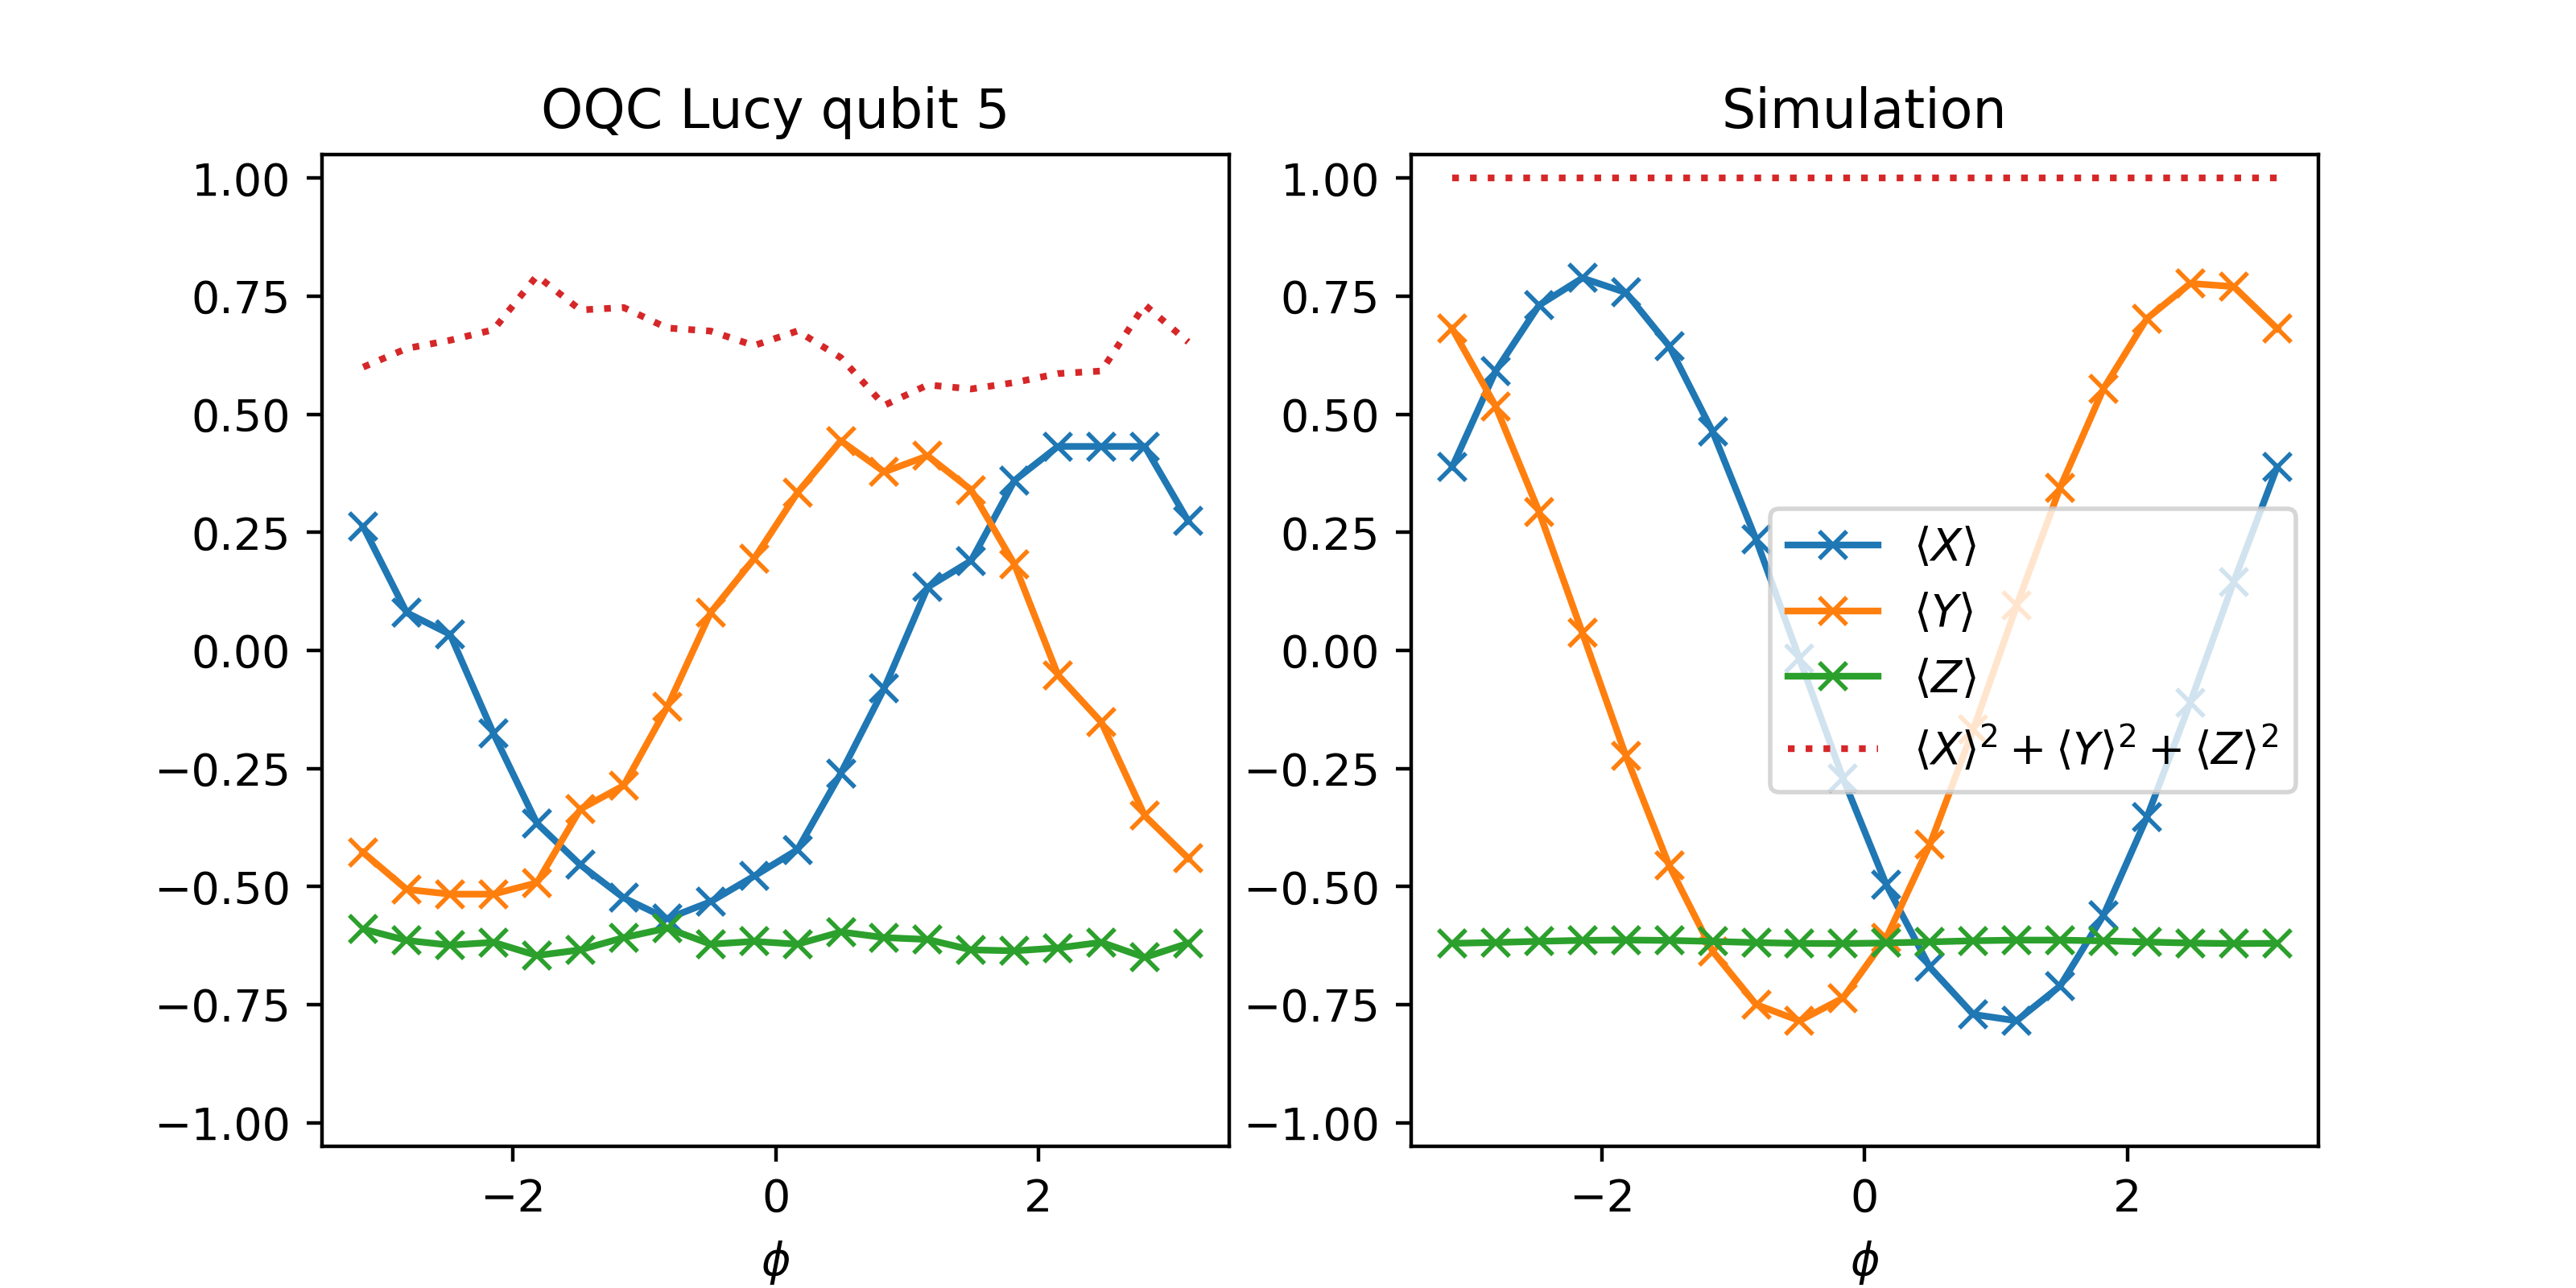 OQC Lucy qubit 5
1.00
0.75
0.50
0.25
0.00
−0.25
−0.50
−0.75
−1.00
−2 0 2
ϕ
Simulation
1.00
0.75
0.50
0.25
0.00
−0.25
−0.50
−0.75
−1.00
⟨X⟩
⟨Y⟩
⟨Z⟩
⟨X⟩² + ⟨Y⟩² + ⟨Z⟩²
−2 0 2
ϕ